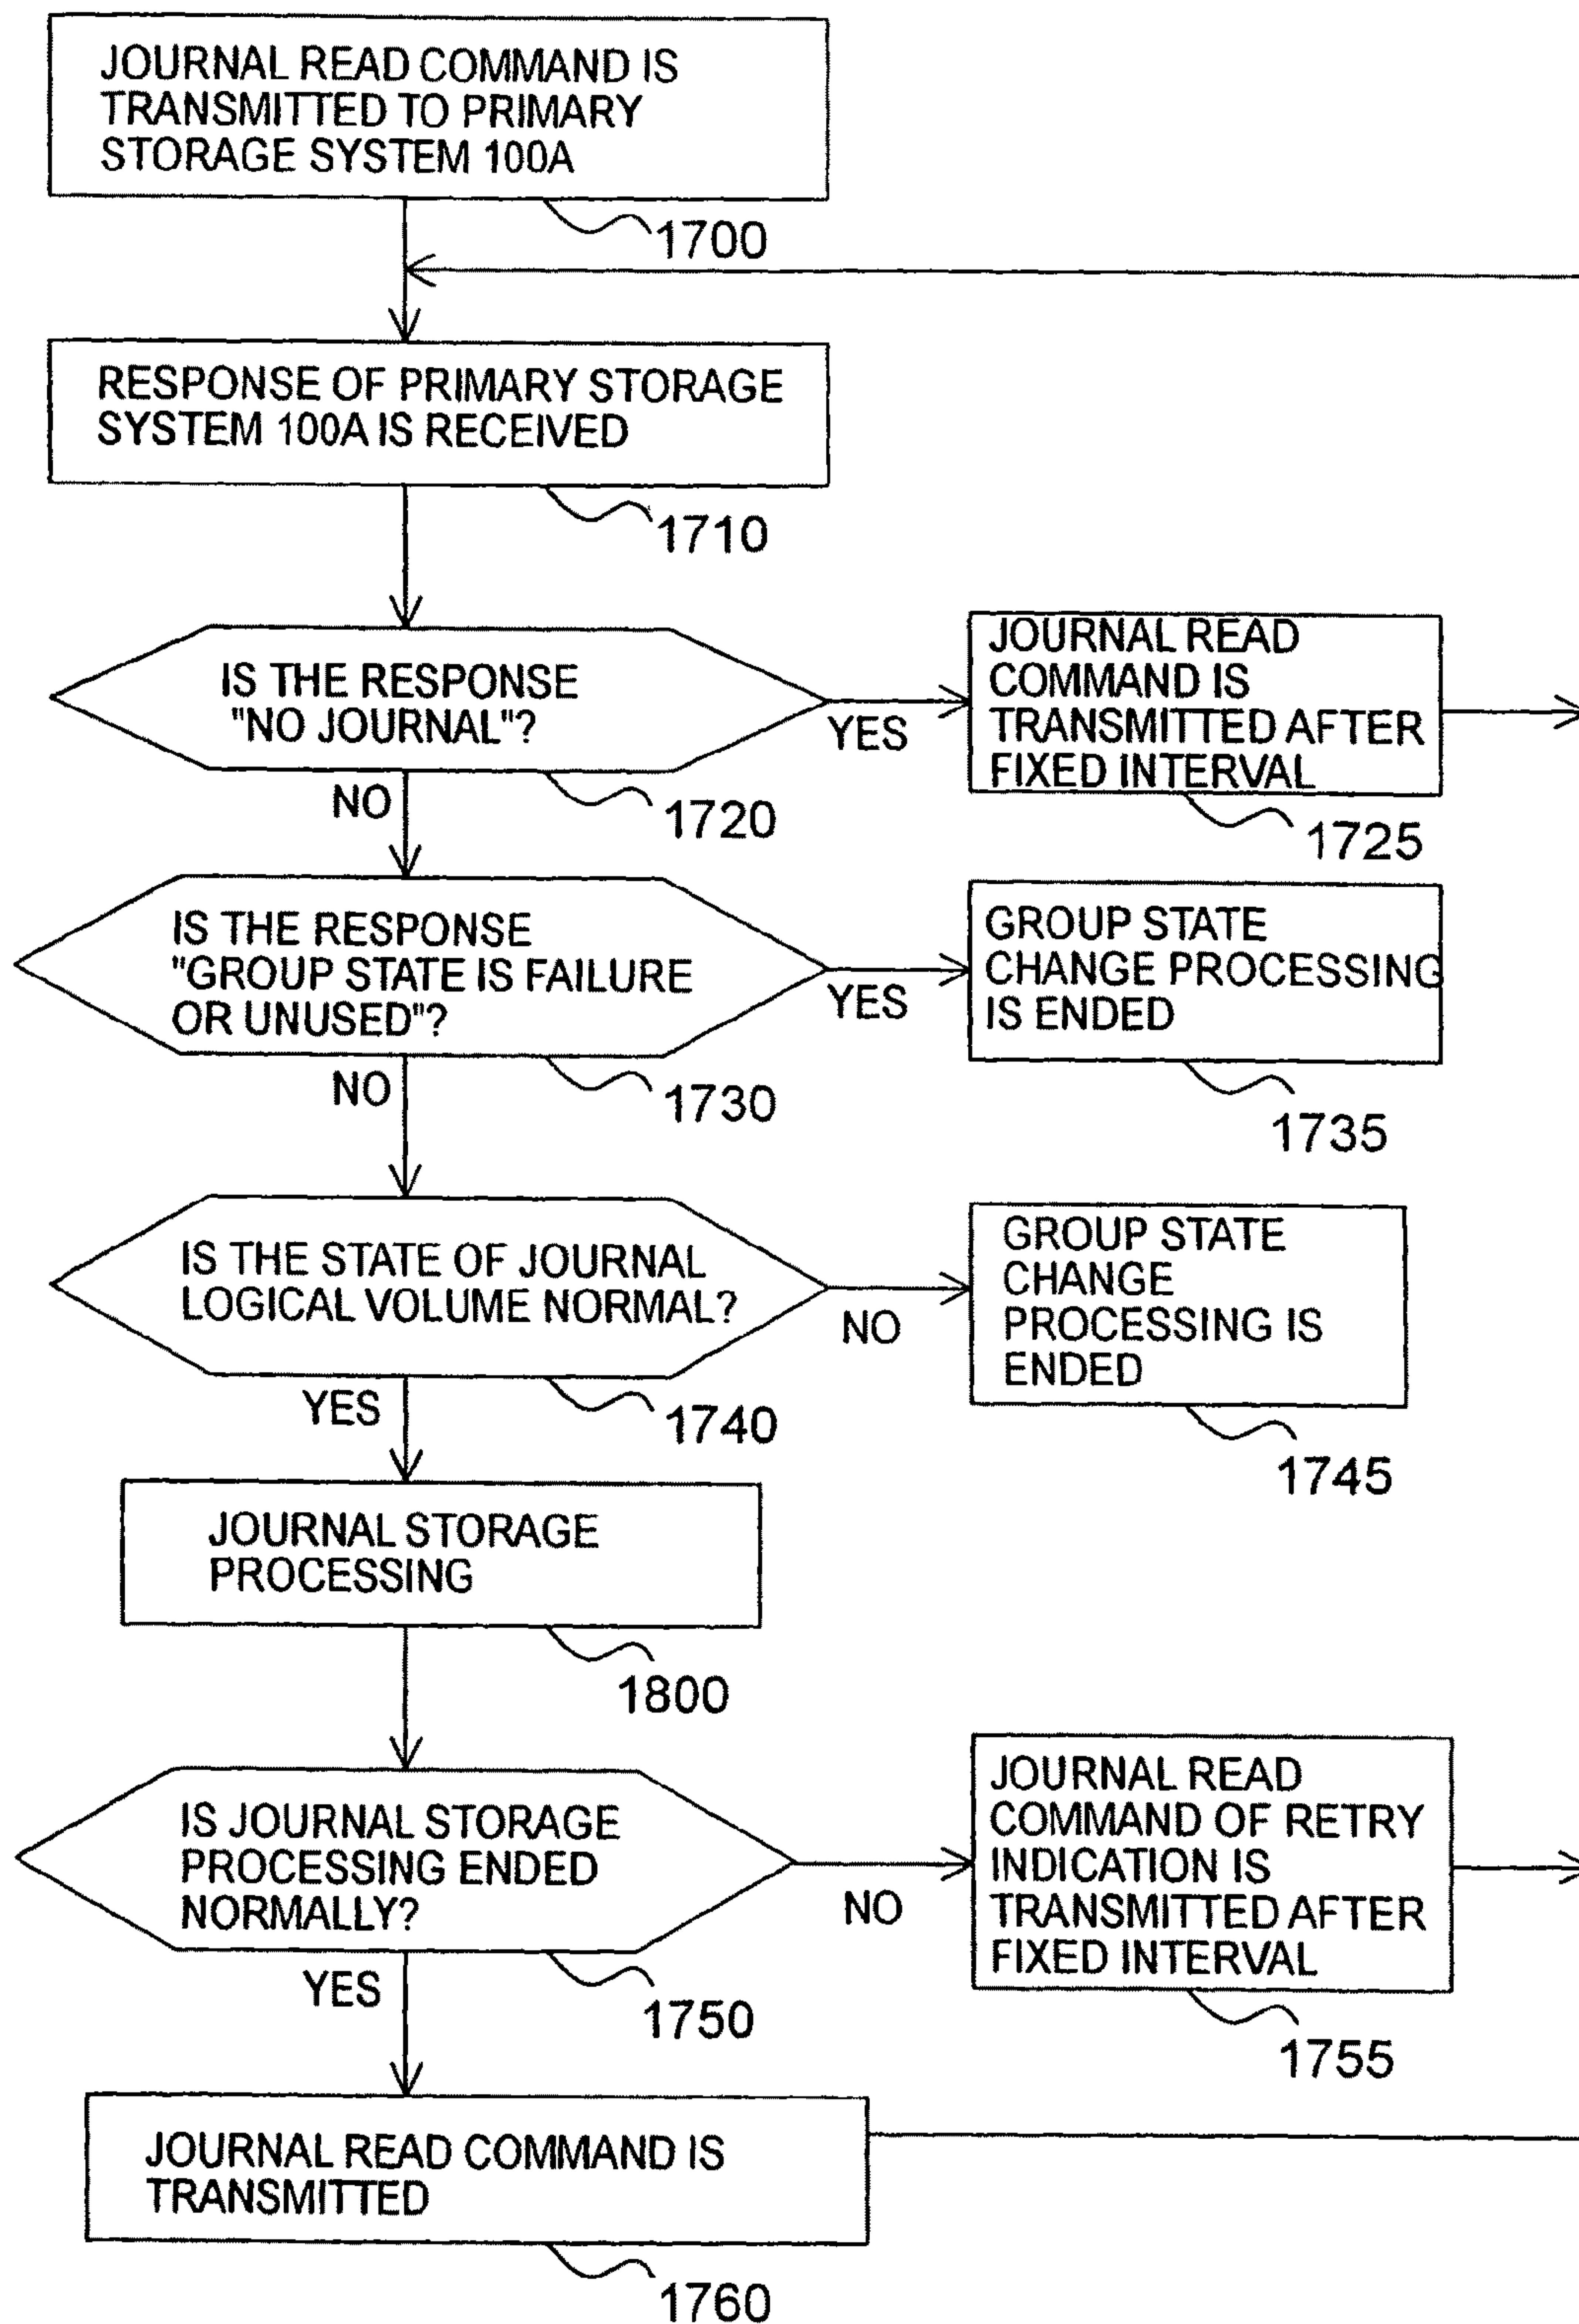 JOURNAL READ COMMAND IS
TRANSMITTED TO PRIMARY
STORAGE SYSTEM 100A
1700
RESPONSE OF PRIMARY STORAGE
SYSTEM 100A IS RECEIVED
1710
IS THE RESPONSE
"NO JOURNAL"?
YES
NO
1720
JOURNAL READ
COMMAND IS
TRANSMITTED AFTER
FIXED INTERVAL
1725
IS THE RESPONSE
"GROUP STATE IS FAILURE
OR UNUSED"?
YES
NO
1730
GROUP STATE
CHANGE PROCESSING
IS ENDED
1735
IS THE STATE OF JOURNAL
LOGICAL VOLUME NORMAL?
NO
YES
1740
GROUP STATE
CHANGE
PROCESSING IS
ENDED
1745
JOURNAL STORAGE
PROCESSING
1800
IS JOURNAL STORAGE
PROCESSING ENDED
NORMALLY?
NO
YES
1750
JOURNAL READ
COMMAND OF RETRY
INDICATION IS
TRANSMITTED AFTER
FIXED INTERVAL
1755
JOURNAL READ COMMAND IS
TRANSMITTED
1760